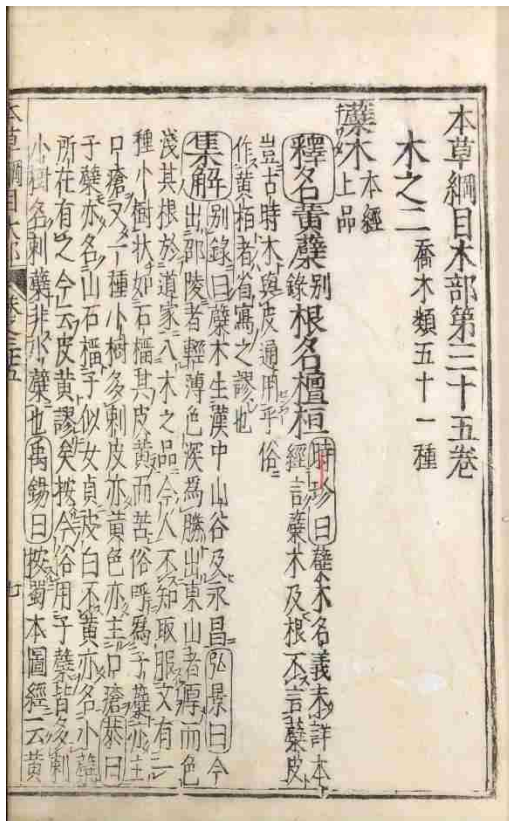 本草綱目木部第三十五卷
木之二 喬木類五十一種
蘗木 本經上品
釋名 黃蘗 別錄 根名檀桓 時珍曰蘗木名義未詳本
經言蘗木及根不言蘗皮
豈古時木與皮通用乎俗
作黃柏者省寫之謬也
集解 別錄曰蘗木生漢中山谷及永昌 弘景曰今
出邵陵者輕薄色深爲勝出東山者厚而色
淺其根於道家入木之品今人不知取服文有一
種小樹狀如石榴其皮黃而苦俗呼爲子蘗亦主
口瘡又一種小樹多刺皮亦黃色亦主口瘡恭曰
子蘗亦名山石榴子似女貞皮白不黃亦名小蘗
所在有之今云皮黃謬矣按今俗用子蘗皆多刺
小樹名刺蘗非小蘗也 禹錫曰按蜀本圖經云黃
本草綱目木部 卷之三十五 七